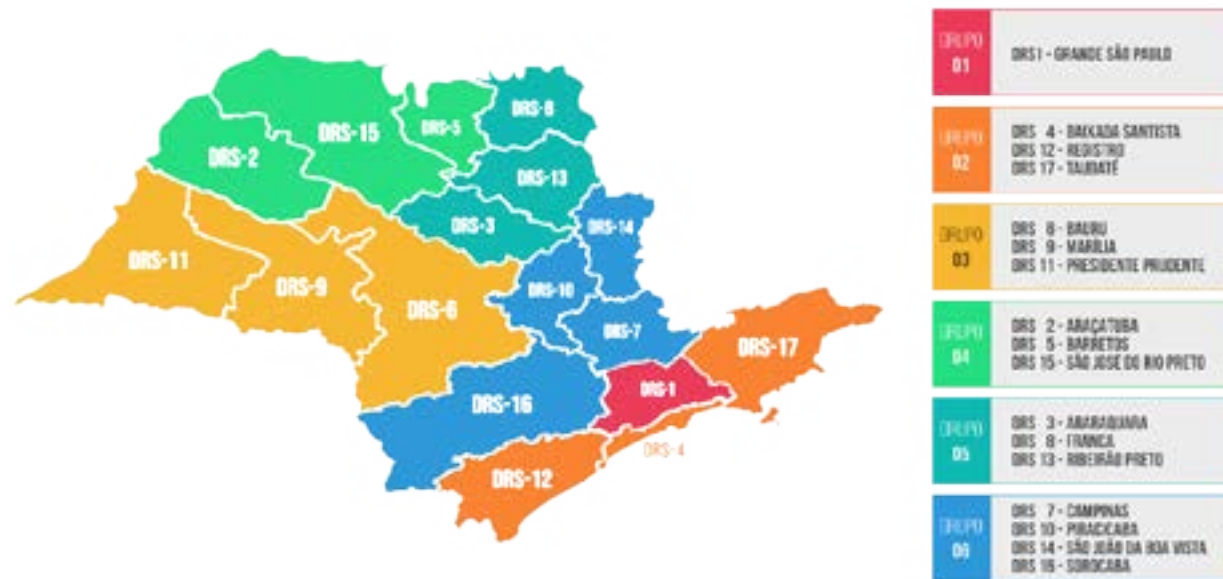 DRS-8
DRS-15
DRS-5
DRS-2
DRS-13
DRS-3
DRS-14
DRS-11
DRS-9
DRS-6
DRS-10
DRS-7
DRS-17
DRS-1
DRS-16
DRS-4
DRS-12
GRUPO
01
DRS 1 - GRANDE SÃO PAULO
GRUPO
02
DRS 4 - BAIXADA SANTISTA
DRS 12 - REGISTRO
DRS 17 - TAUBATÉ
GRUPO
03
DRS 6 - BAURU
DRS 9 - MARÍLIA
DRS 11 - PRESIDENTE PRUDENTE
GRUPO
04
DRS 2 - ARAÇATUBA
DRS 5 - BARRETOS
DRS 15 - SÃO JOSÉ DO RIO PRETO
GRUPO
05
DRS 3 - ARARAQUARA
DRS 8 - FRANCA
DRS 13 - RIBEIRÃO PRETO
GRUPO
06
DRS 7 - CAMPINAS
DRS 10 - PIRACICABA
DRS 14 - SÃO JOÃO DA BOA VISTA
DRS 16 - SOROCABA